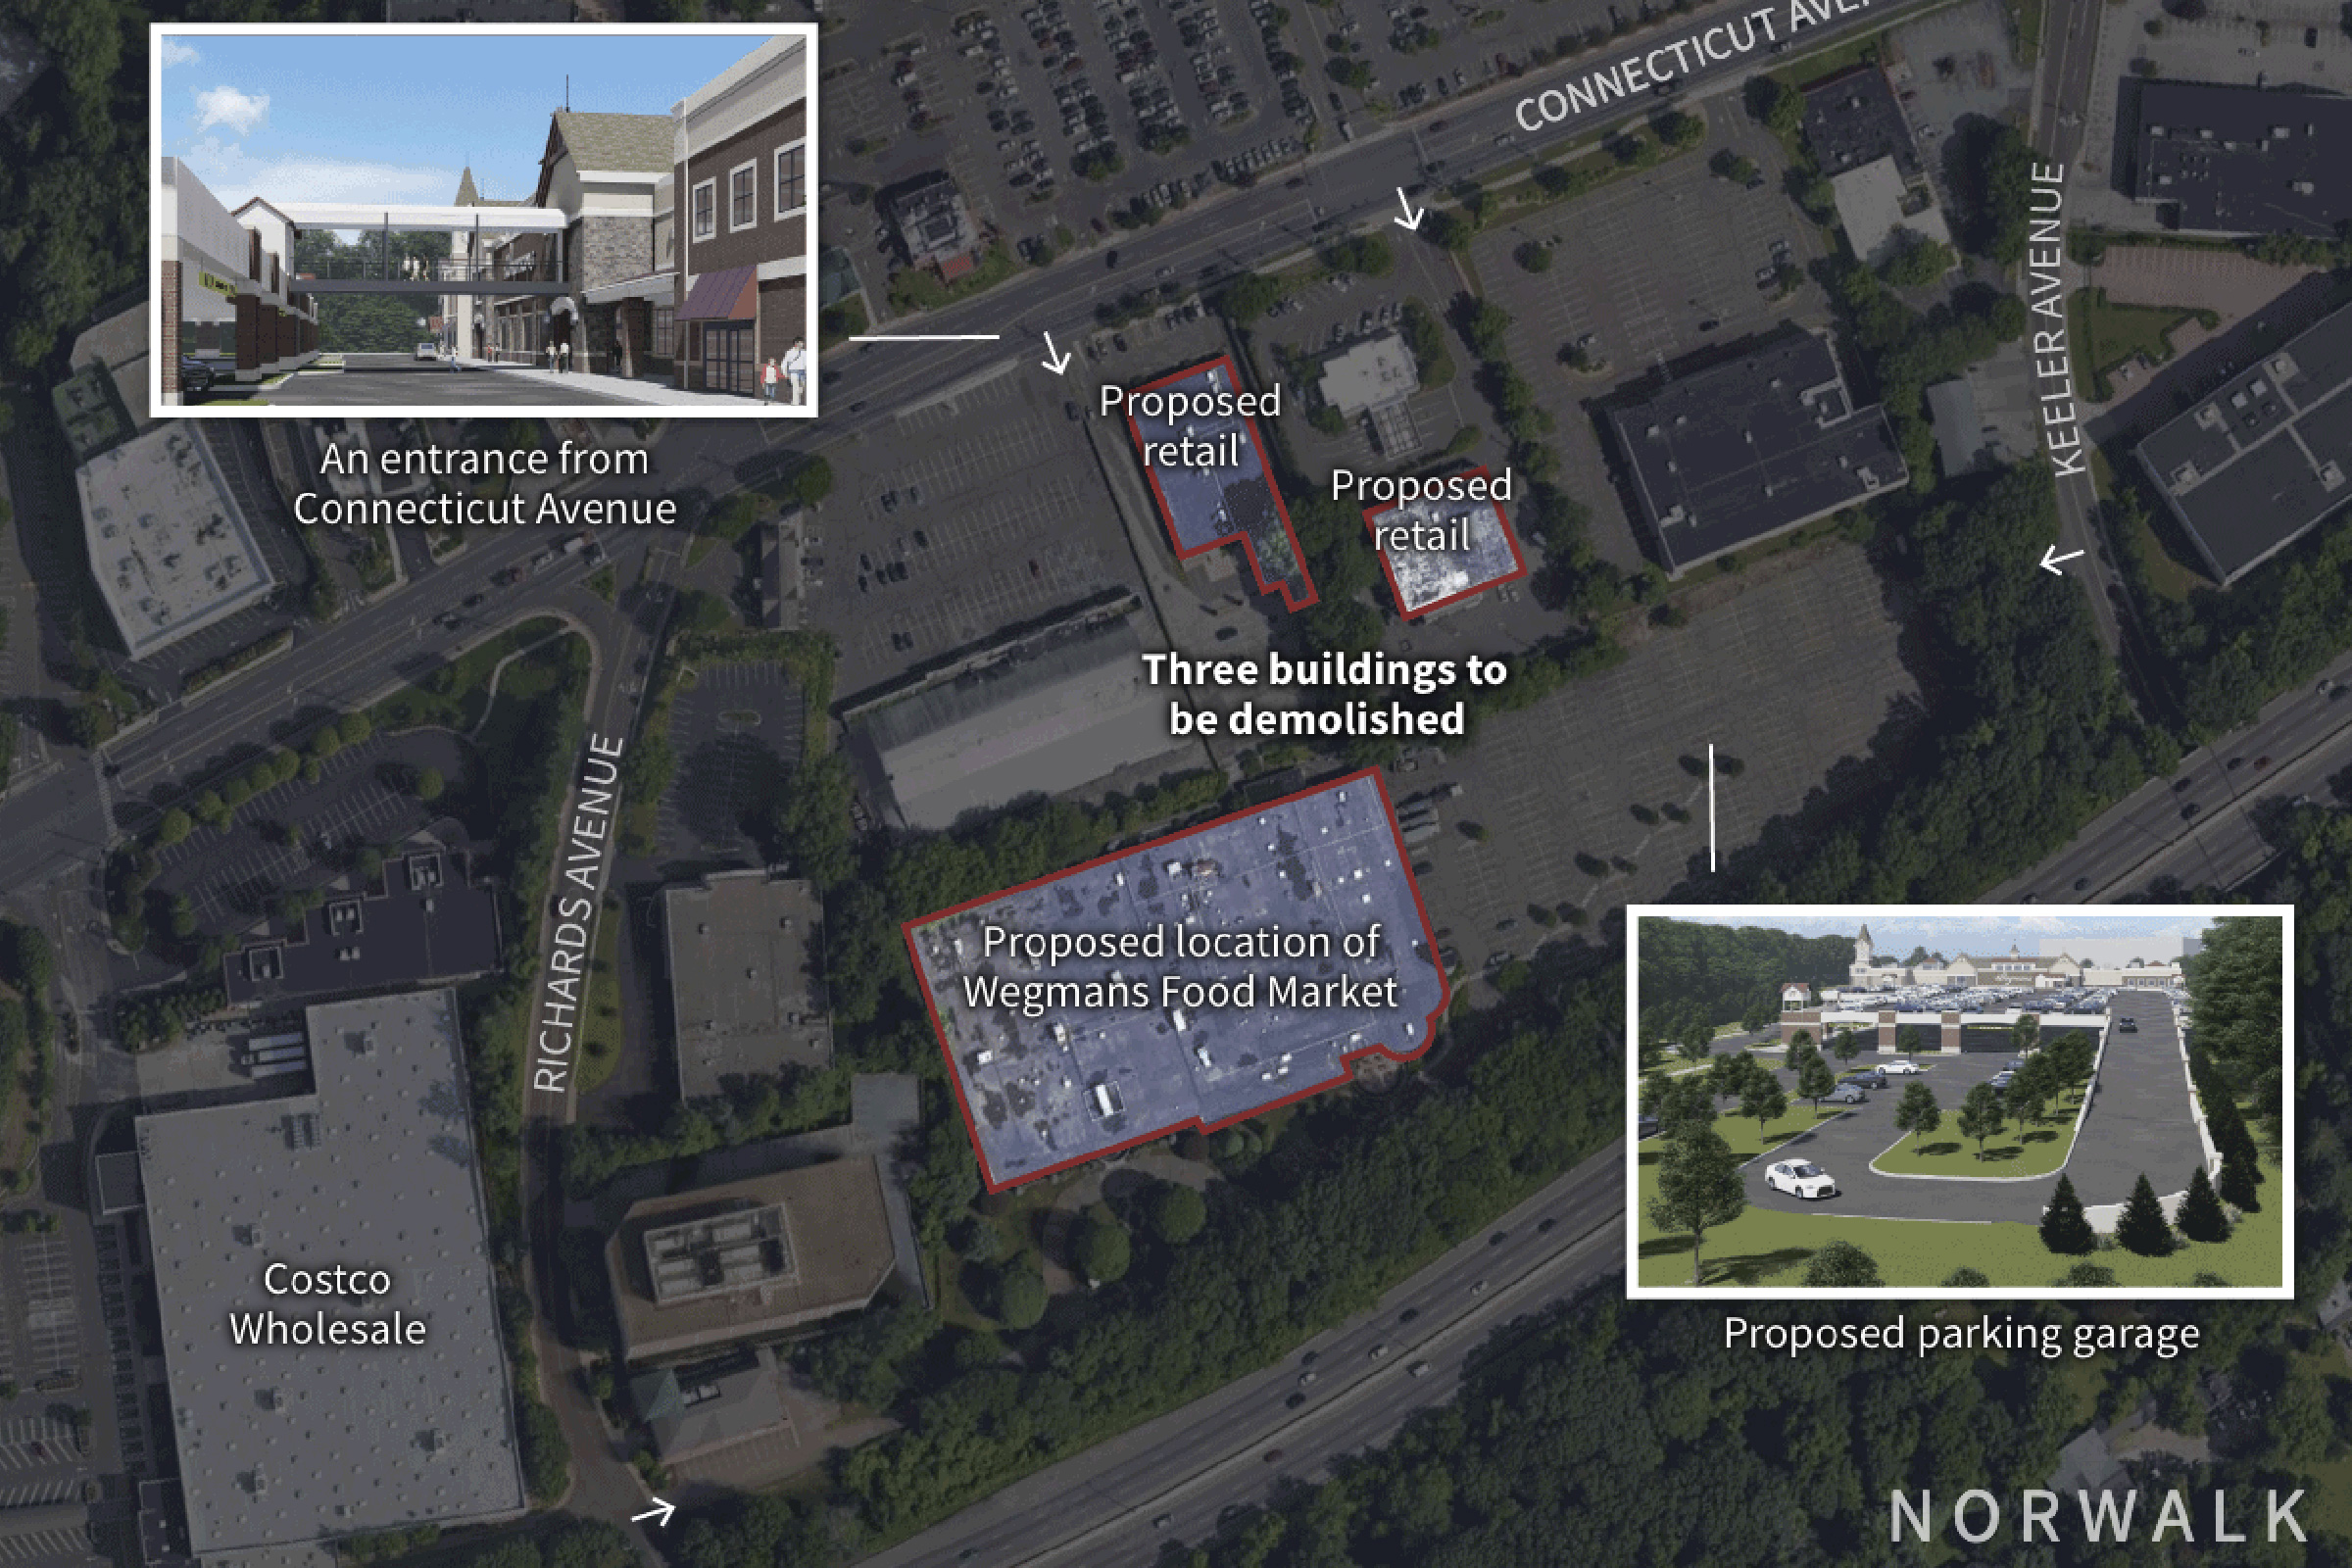 CONNECTICUT AVE
KEELER AVENUE
An entrance from
Connecticut Avenue
Proposed
retail
Proposed
retail
Three buildings to
be demolished
RICHARDS AVENUE
Proposed location of
Wegmans Food Market
Costco
Wholesale
Proposed parking garage
NORWALK